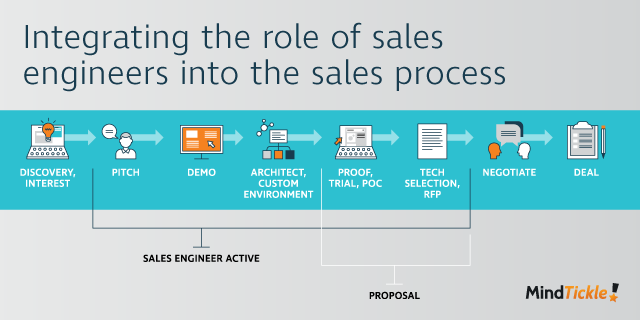 Integrating the role of sales
engineers into the sales process
DISCOVERY,
INTEREST
PITCH
DEMO
ARCHITECT,
CUSTOM
ENVIRONMENT
PROOF,
TRIAL, POC
TECH
SELECTION,
RFP
NEGOTIATE
DEAL
SALES ENGINEER ACTIVE
PROPOSAL
MindTickle!